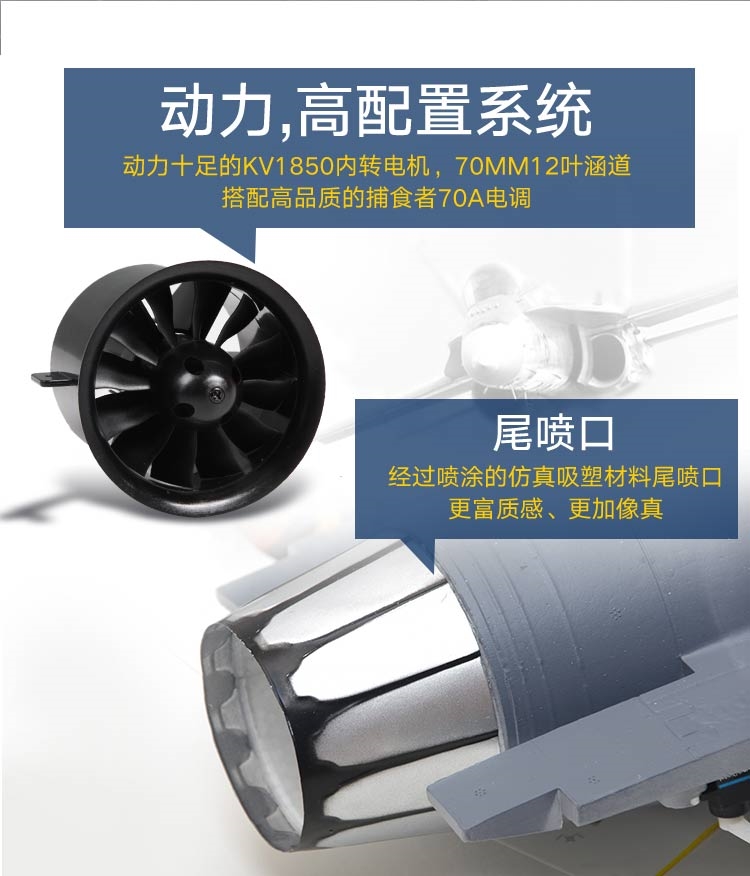 动力,高配置系统
动力十足的KV1850内转电机，70MM12叶涵道
搭配高品质的捕食者70A电调
尾喷口
经过喷涂的仿真吸塑材料尾喷口
更富质感、更加像真